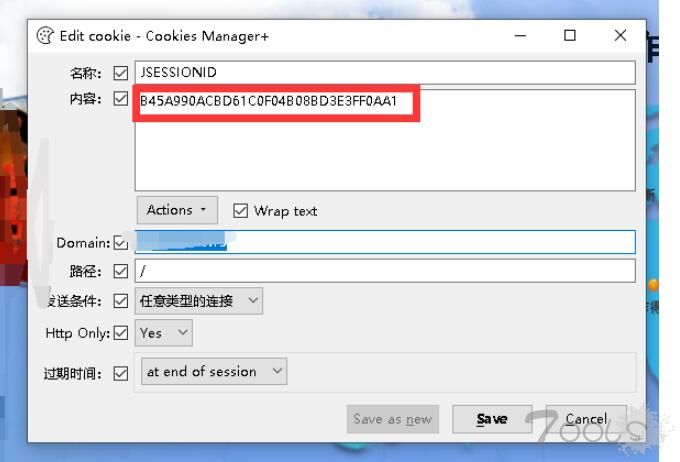 Edit cookie - Cookies Manager+
名称: JSESSIONID
内容: B45A990ACBD61C0F04B08BD3E3FF0AA1
Actions Wrap text
Domain:
路径: /
发送条件: 任意类型的连接
Http Only: Yes
过期时间: at end of session
Save as new Save Cancel
7ools